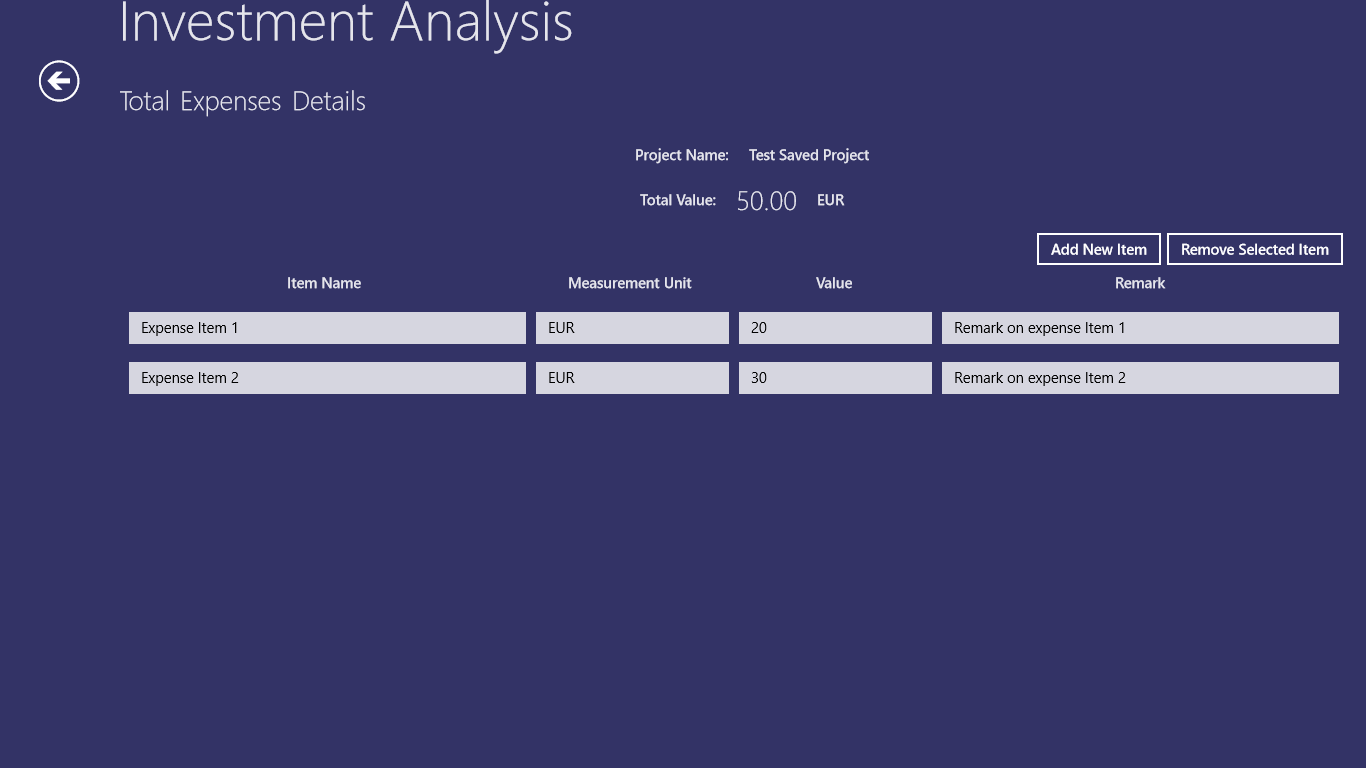 Investment Analysis
Total Expenses Details
Project Name: Test Saved Project
Total Value: 50.00 EUR
Add New Item Remove Selected Item
Item Name Measurement Unit Value Remark
Expense Item 1 EUR 20 Remark on expense Item 1
Expense Item 2 EUR 30 Remark on expense Item 2